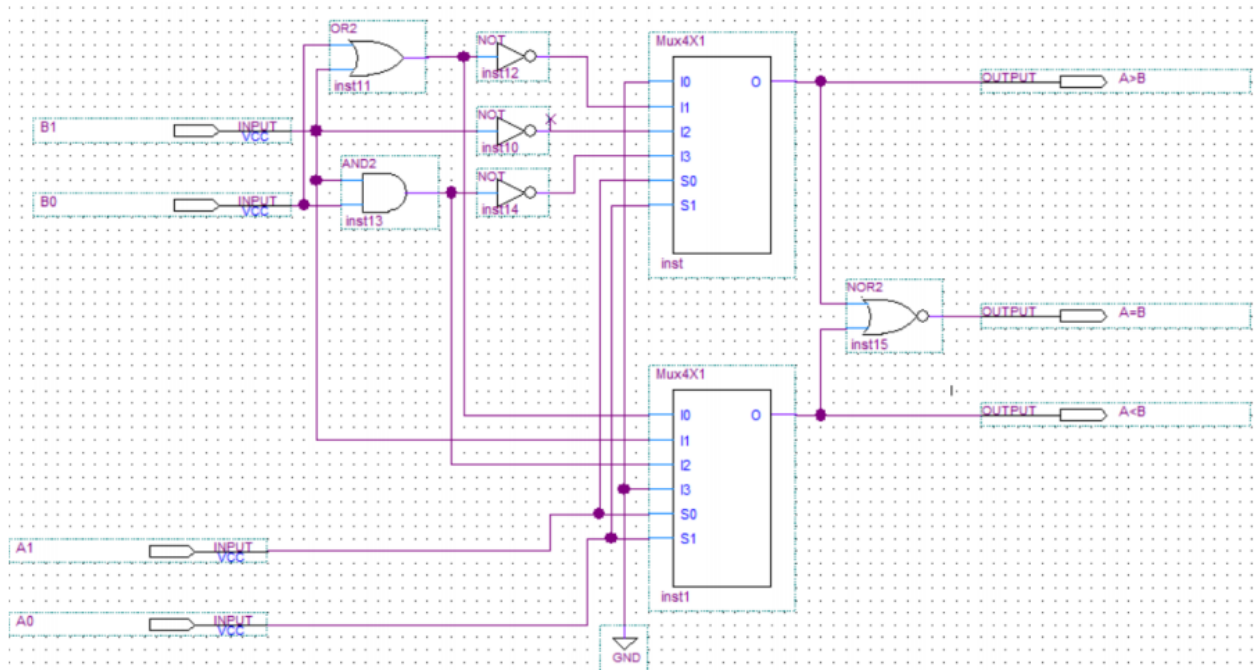 OR2
inst11
NOT
inst12
Mux4X1
I0
I1
I2
I3
S0
S1
O
inst
OUTPUT
A>B
B1
INPUT
VCC
NOT
inst10
B0
INPUT
VCC
AND2
inst13
NOT
inst14
NOR2
inst15
OUTPUT
A=B
Mux4X1
I0
I1
I2
I3
S0
S1
O
inst1
OUTPUT
A<B
A1
INPUT
VCC
A0
INPUT
VCC
GND